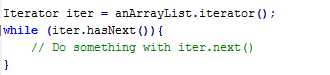 Iterator iter = anArrayList.iterator();
while (iter.hasNext()){
    // Do something with iter.next()
}